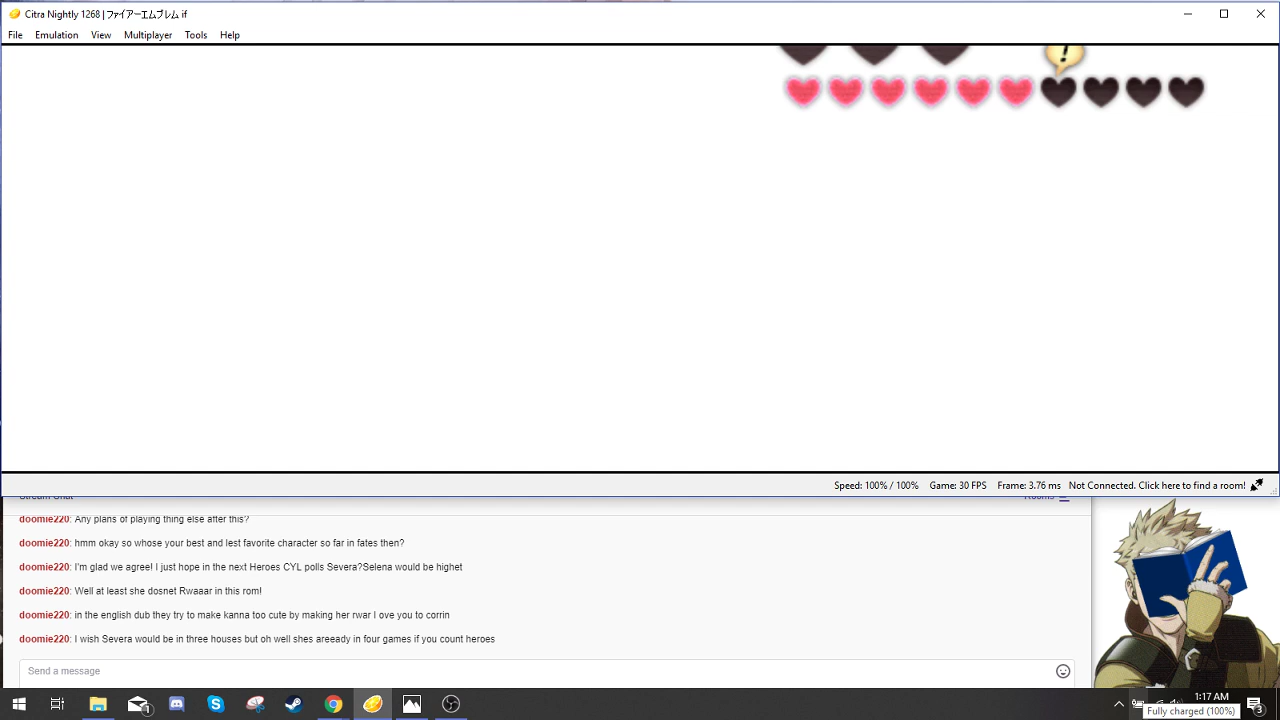 Citra Nightly 1268 | ファイアーエムブレム if
File Emulation View Multiplayer Tools Help
!
Speed: 100% / 100% Game: 30 FPS Frame: 3.76 ms Not Connected. Click here to find a room!
Stream Chat Rooms
doomie220: Any plans of playing thing else after this?
doomie220: hmm okay so whose your best and lest favorite character so far in fates then?
doomie220: I'm glad we agree! I just hope in the next Heroes CYL polls Severa?Selena would be highet
doomie220: Well at least she dosnet Rwaaar in this rom!
doomie220: in the english dub they try to make kanna too cute by making her rwar I ove you to corrin
doomie220: I wish Severa would be in three houses but oh well shes areeady in four games if you count heroes
Send a message
1:17 AM
Fully charged (100%)
1
3